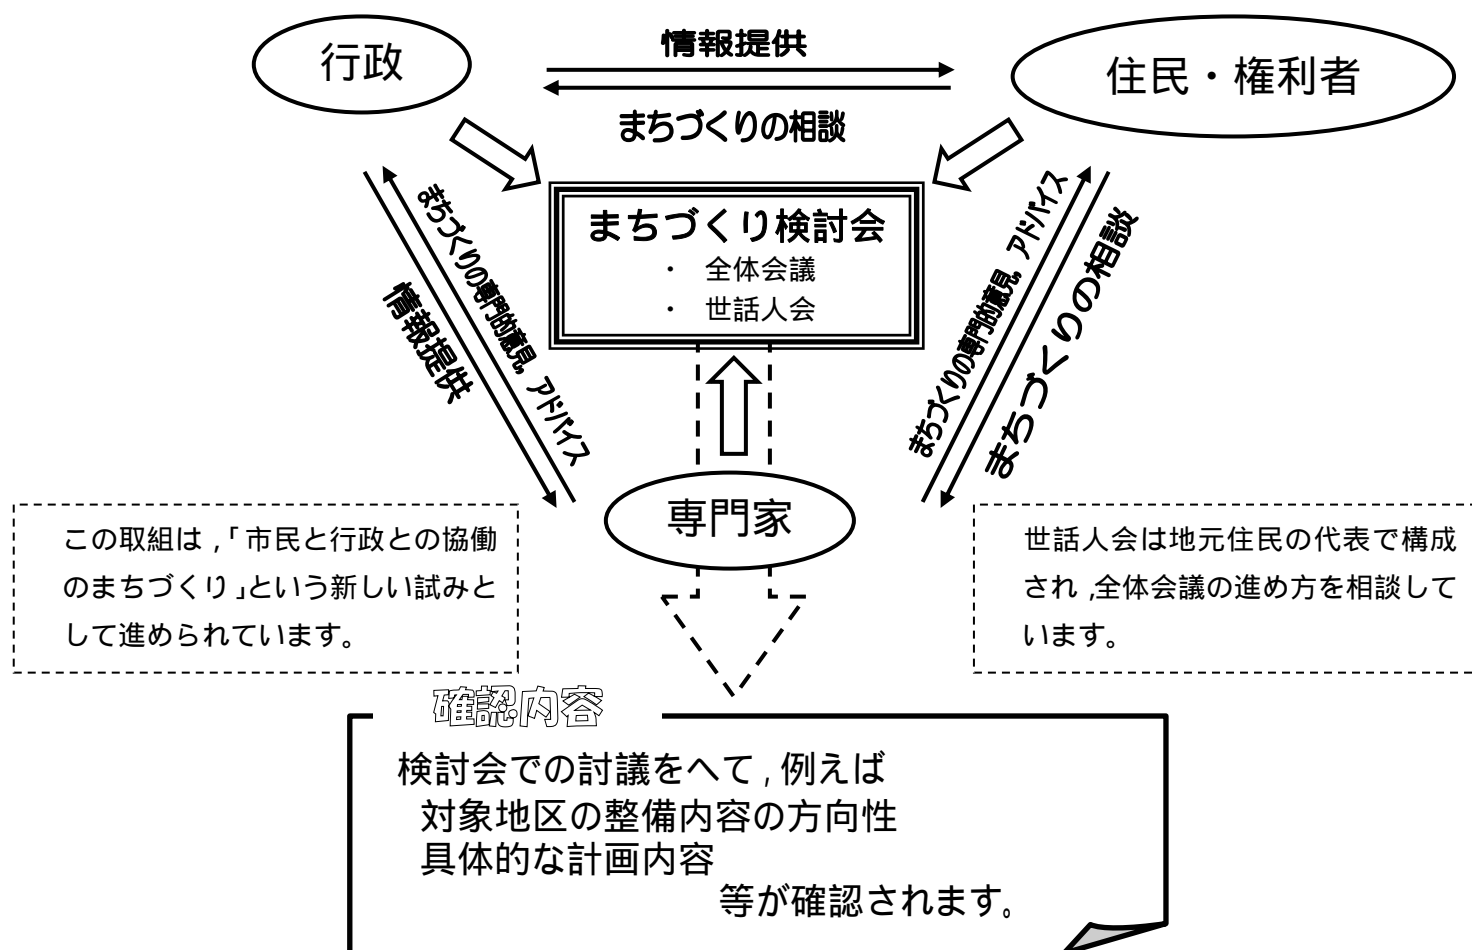 行政
情報提供
住民・権利者
まちづくりの相談
まちづくり検討会
・ 全体会議
・ 世話人会
まちづくりの専門的意見，アドバイス
情報提供
まちづくりの専門的意見，アドバイス
まちづくりの相談
専門家
この取組は，「市民と行政との協働
のまちづくり」という新しい試みと
して進められています。
世話人会は地元住民の代表で構成
され，全体会議の進め方を相談して
います。
確認内容
検討会での討議をへて，例えば
対象地区の整備内容の方向性
具体的な計画内容
等が確認されます。